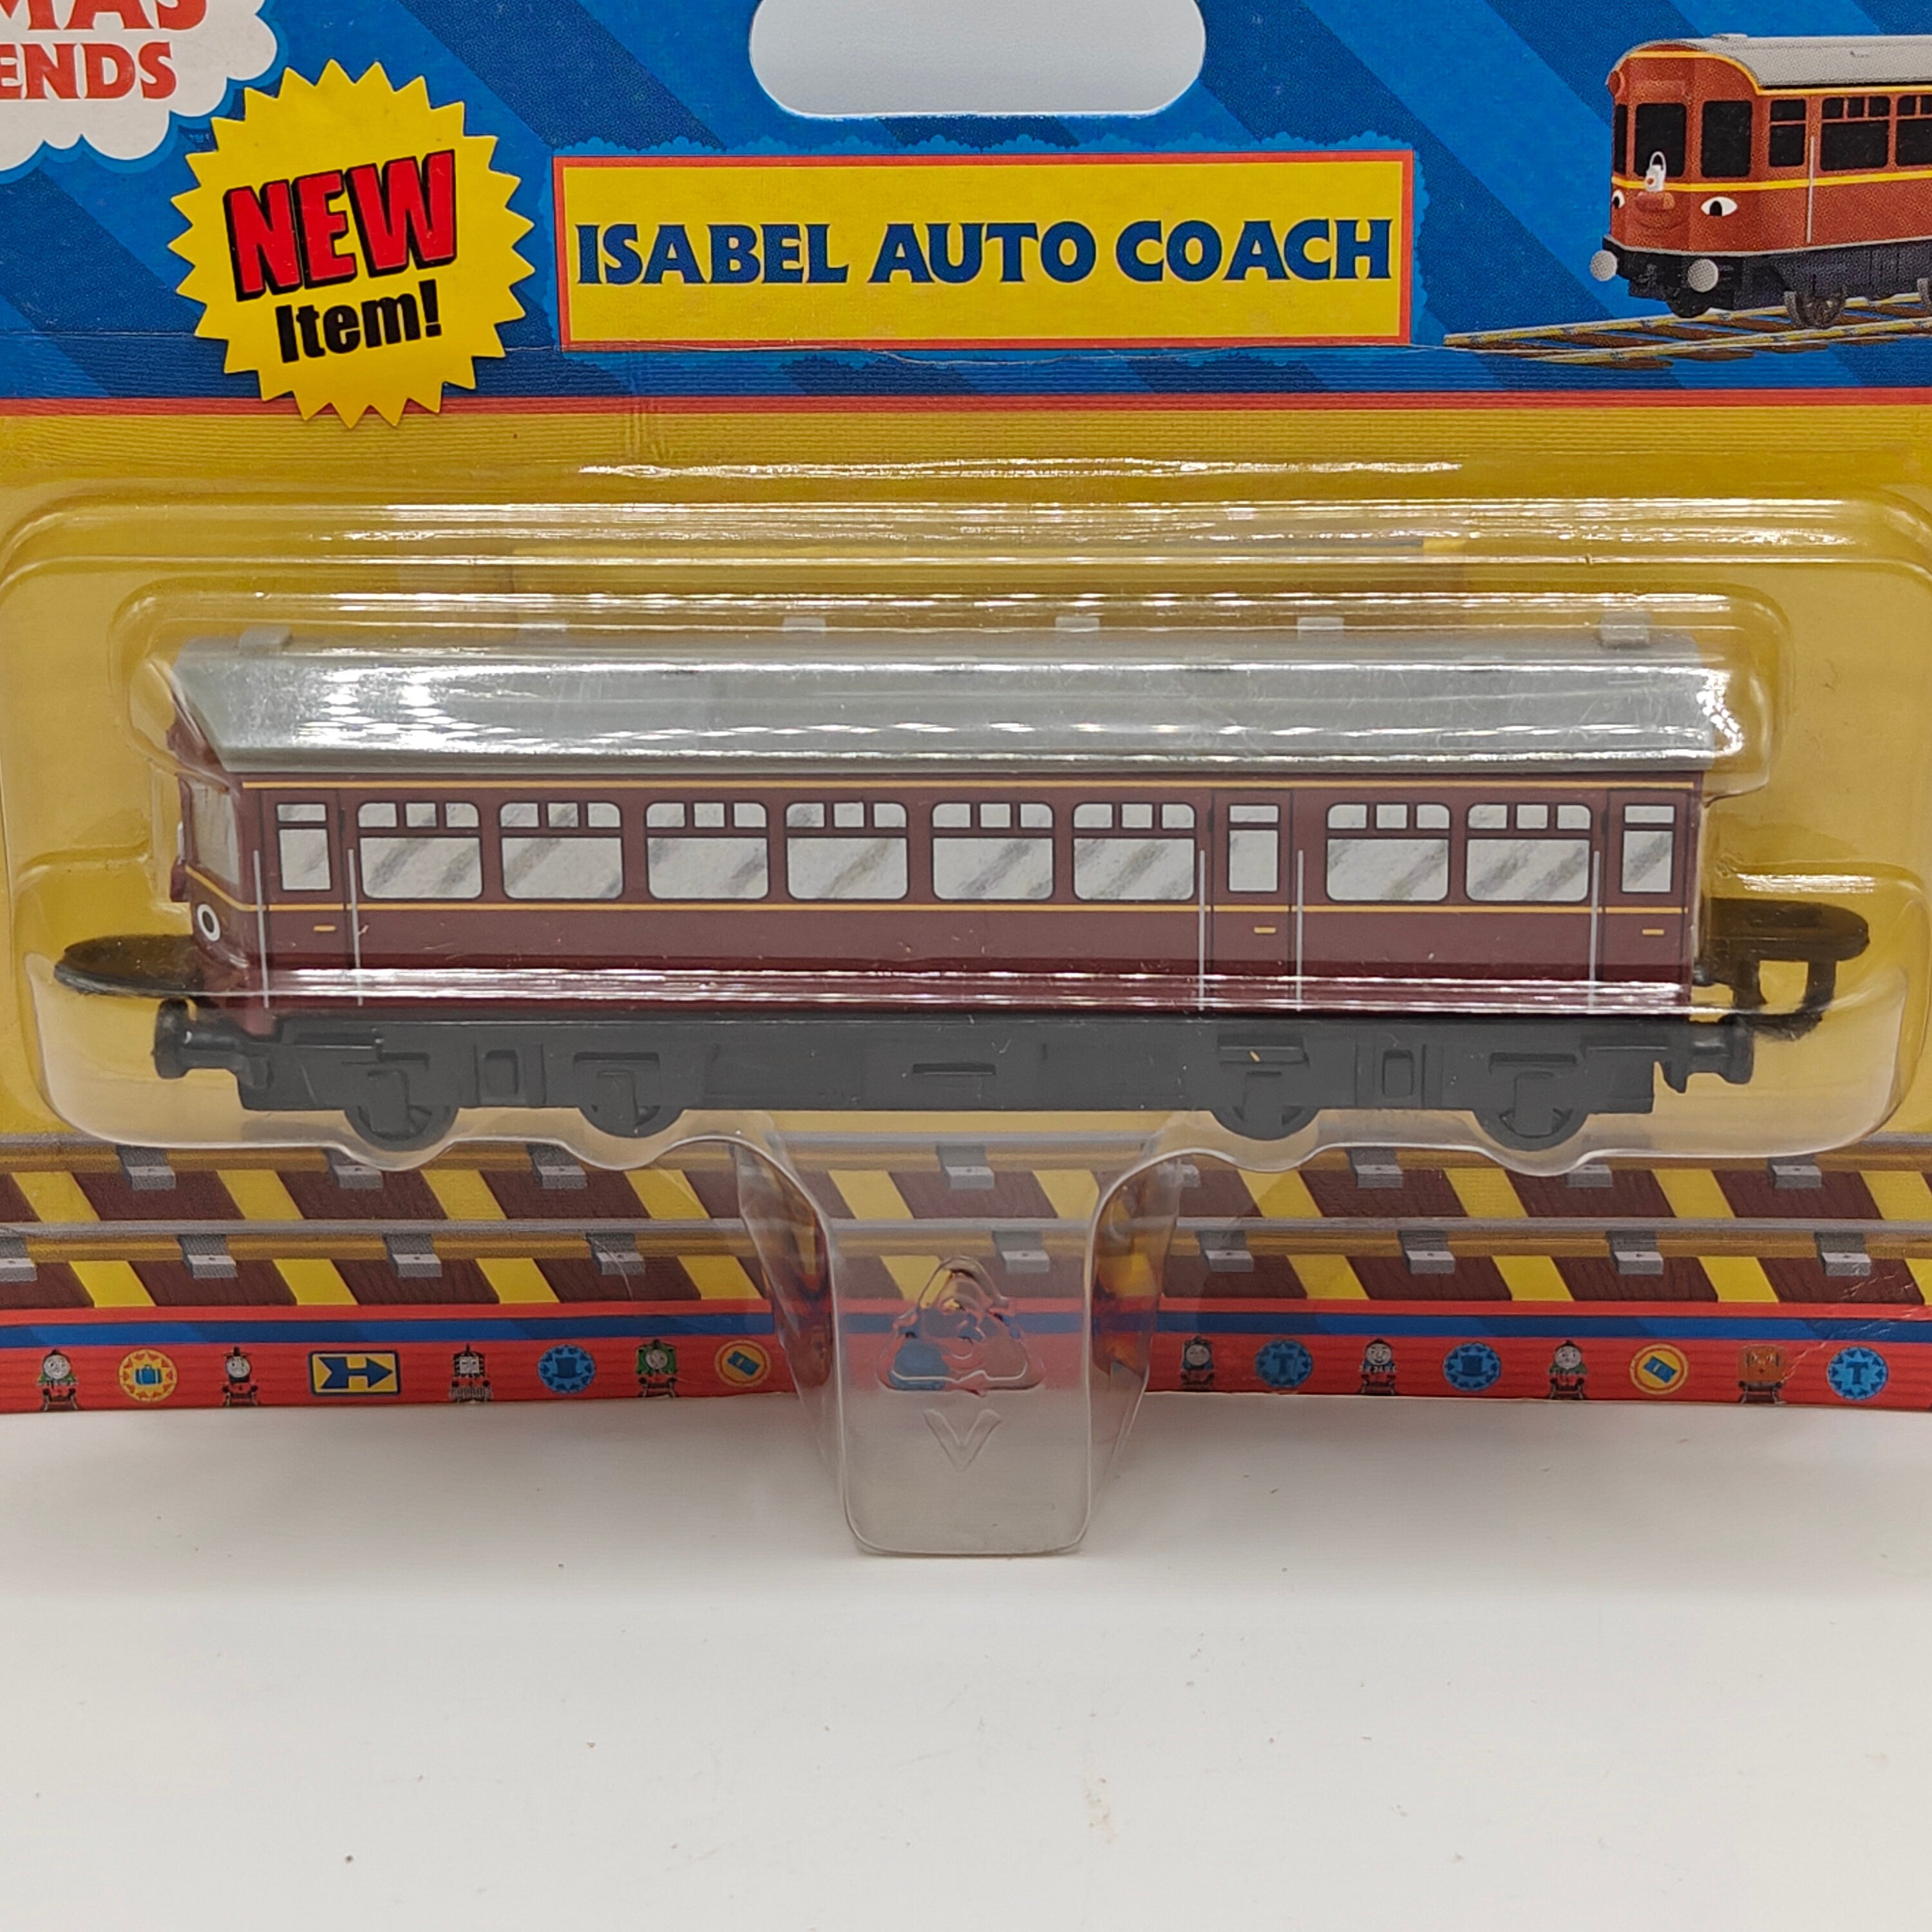 MAS
ENDS
NEW
Item!
ISABEL AUTO COACH
T
T